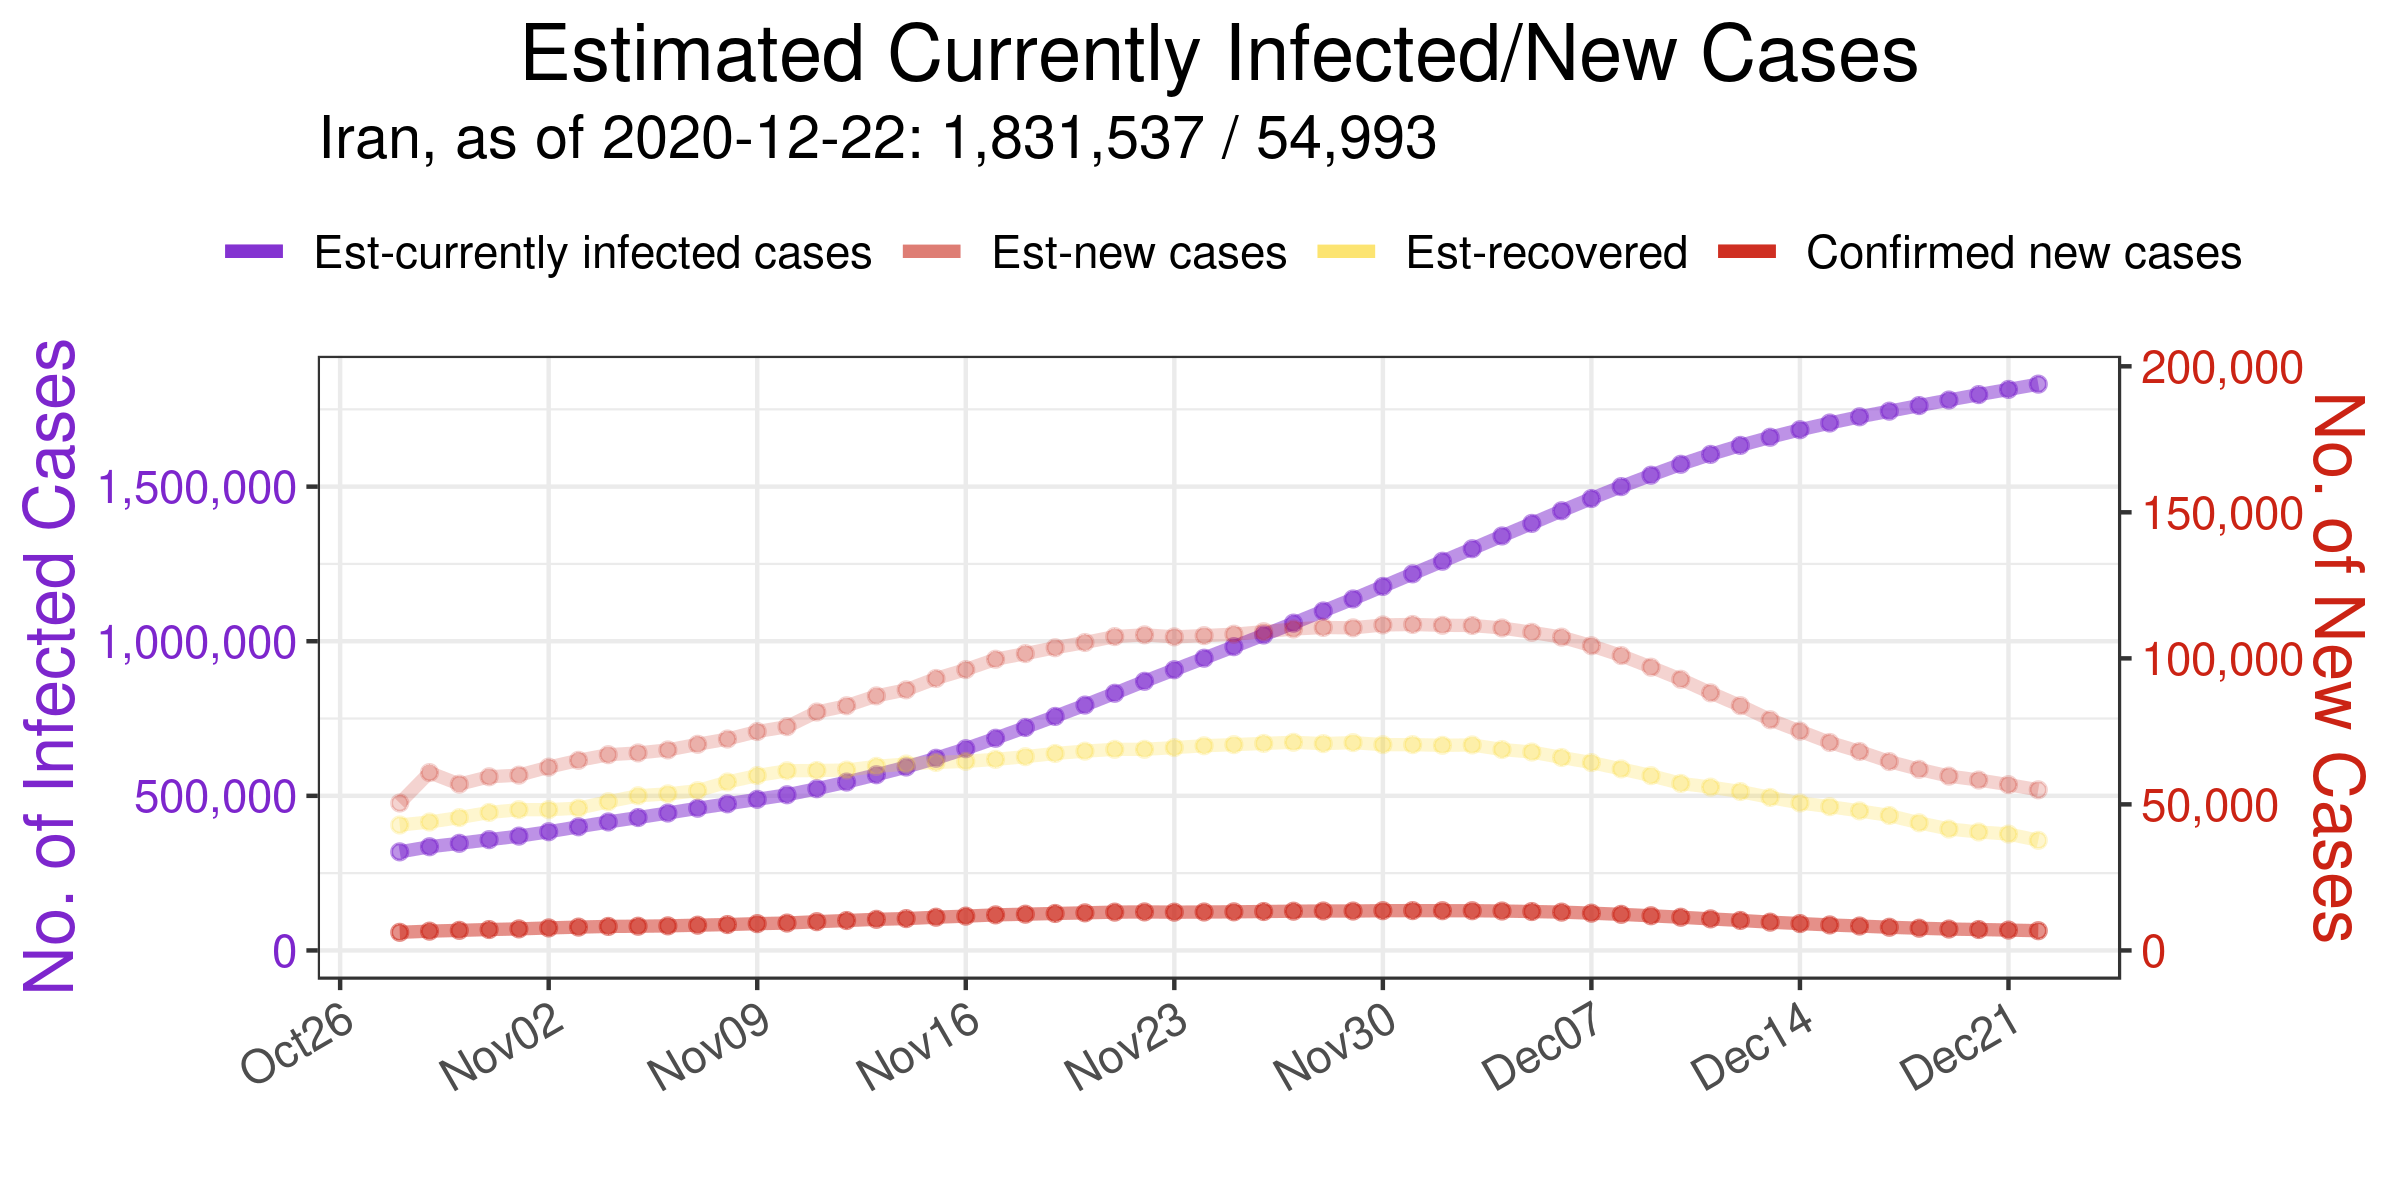 Estimated Currently Infected/New Cases
Iran, as of 2020-12-22: 1,831,537 / 54,993
Est-currently infected cases Est-new cases Est-recovered Confirmed new cases
No. of Infected Cases
1,500,000
1,000,000
500,000
0
200,000
150,000
100,000
50,000
0
No. of New Cases
Oct26 Nov02 Nov09 Nov16 Nov23 Nov30 Dec07 Dec14 Dec21